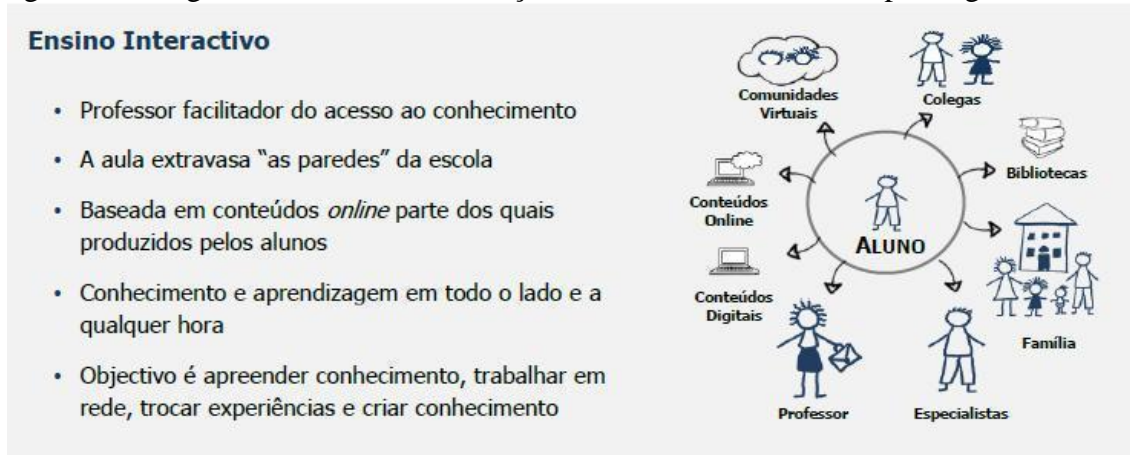 Ensino Interactivo
• Professor facilitador do acesso ao conhecimento
• A aula extravasa “as paredes” da escola
• Baseada em conteúdos online parte dos quais
produzidos pelos alunos
• Conhecimento e aprendizagem em todo o lado e a
qualquer hora
• Objectivo é apreender conhecimento, trabalhar em
rede, trocar experiências e criar conhecimento
Comunidades
Virtuais
Colegas
Bibliotecas
Conteúdos
Online
ALUNO
Conteúdos
Digitais
Família
Professor
Especialistas